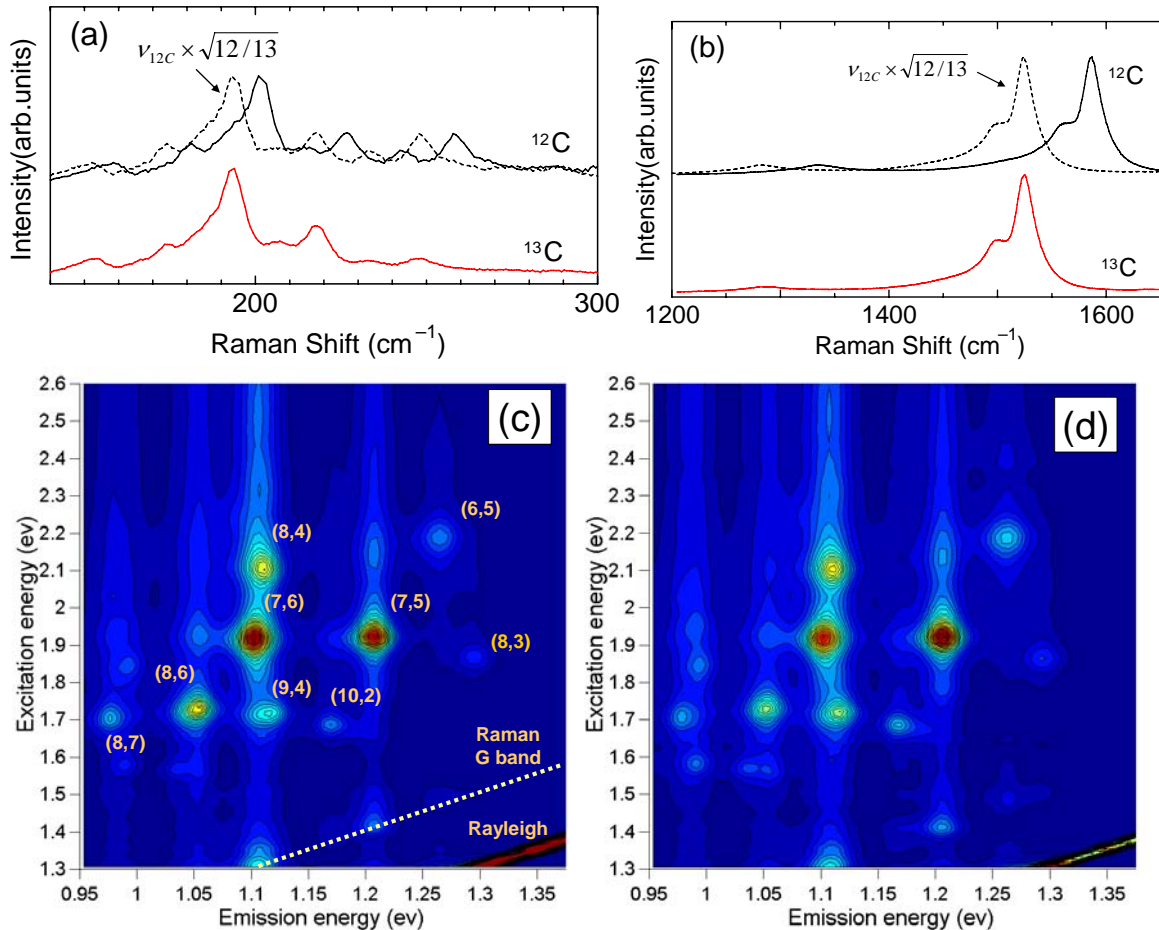 (a)
ν12C × √12/13
12C
13C
Intensity(arb.units)
200
300
Raman Shift (cm−1)
(b)
ν12C × √12/13
12C
13C
Intensity(arb.units)
1200
1400
1600
Raman Shift (cm−1)
(c)
2.6
2.5
2.4
2.3
2.2
2.1
2
1.9
1.8
1.7
1.6
1.5
1.4
1.3
Excitation energy (ev)
(6,5)
(8,4)
(7,6)
(7,5)
(8,3)
(8,6)
(9,4)
(10,2)
(8,7)
Raman
G band
Rayleigh
0.95
1
1.05
1.1
1.15
1.2
1.25
1.3
1.35
Emission energy (ev)
(d)
2.6
2.5
2.4
2.3
2.2
2.1
2
1.9
1.8
1.7
1.6
1.5
1.4
1.3
Excitation energy (ev)
0.95
1
1.05
1.1
1.15
1.2
1.25
1.3
1.35
Emission energy (ev)